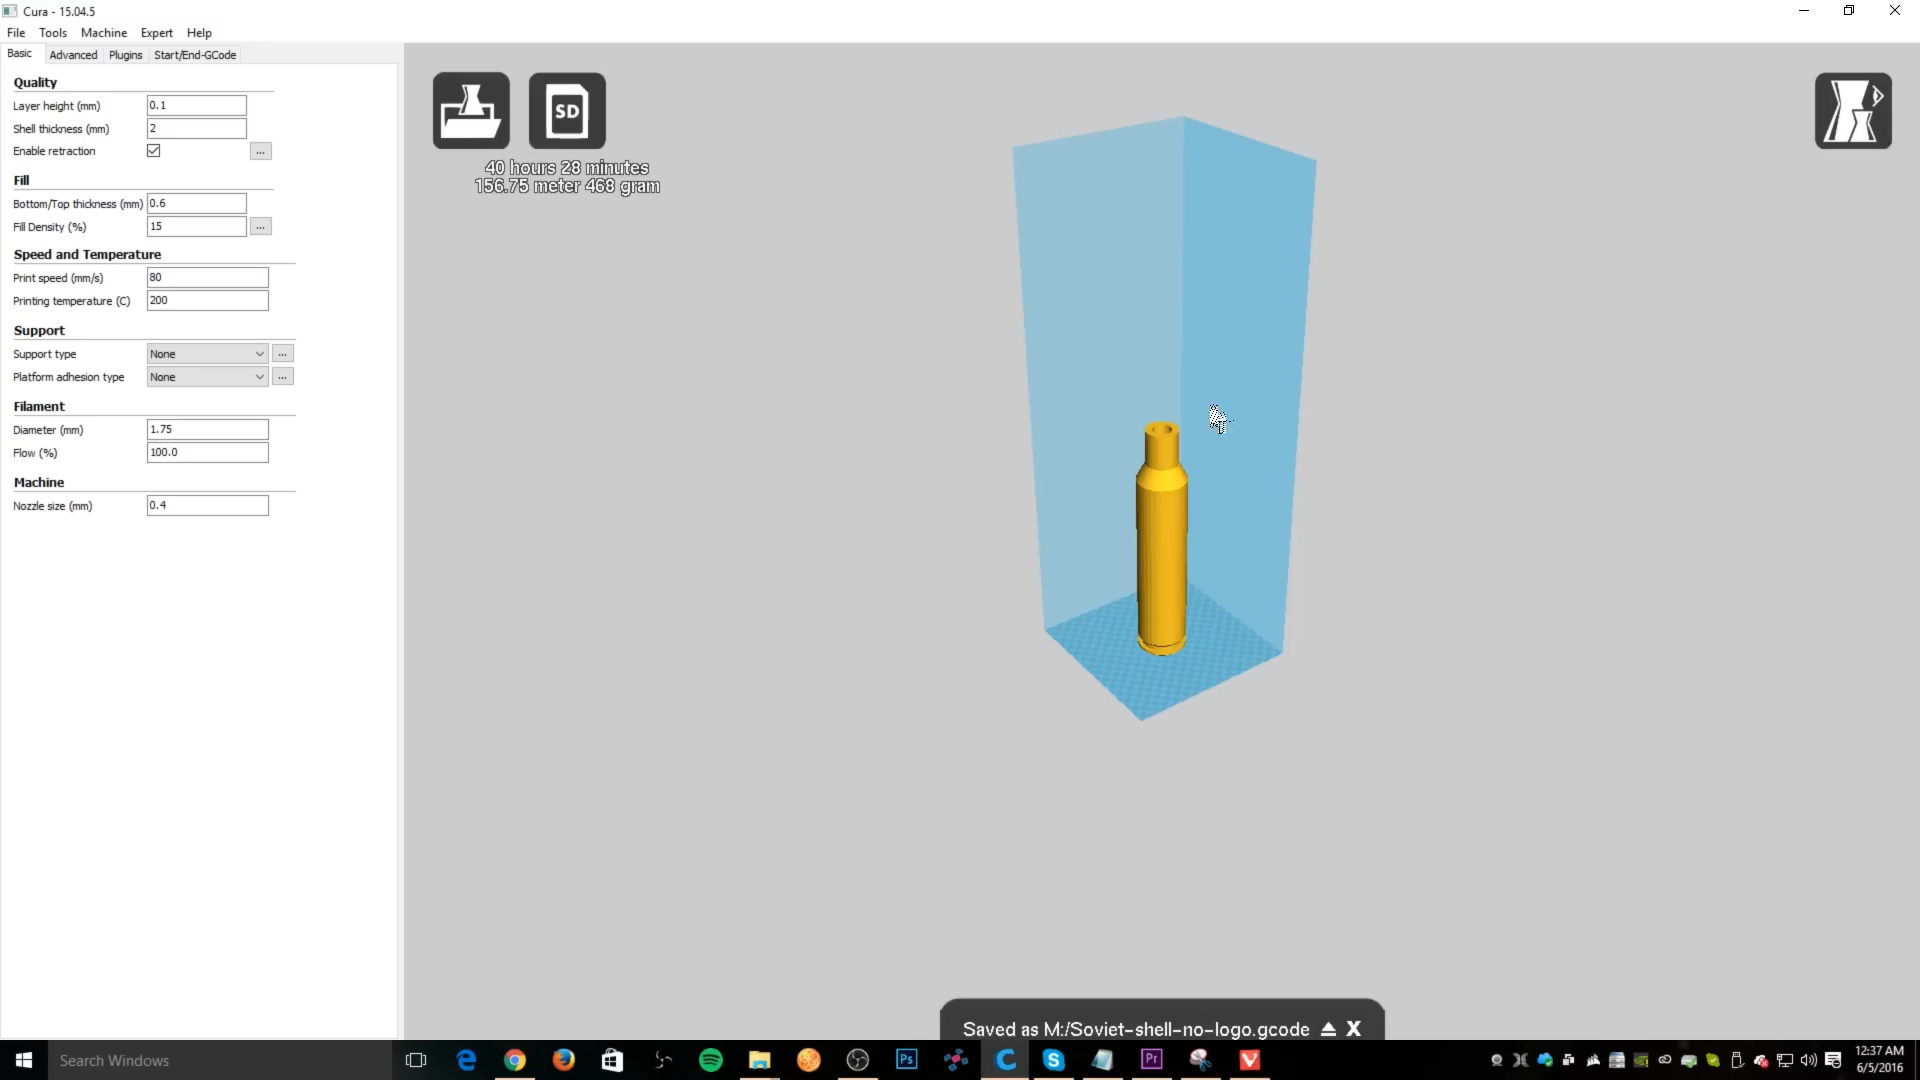 Cura - 15.04.5
File Tools Machine Expert Help
Basic Advanced Plugins Start/End-GCode
Quality
Layer height (mm) 0.1
Shell thickness (mm) 2
Enable retraction ...
Fill
Bottom/Top thickness (mm) 0.6
Fill Density (%) 15 ...
Speed and Temperature
Print speed (mm/s) 80
Printing temperature (C) 200
Support
Support type None ...
Platform adhesion type None ...
Filament
Diameter (mm) 1.75
Flow (%) 100.0
Machine
Nozzle size (mm) 0.4
SD
40 hours 28 minutes
156.75 meter 468 gram
Saved as M:/Soviet-shell-no-logo.gcode X
Search Windows
Ps
Pr
12:37 AM
6/5/2016